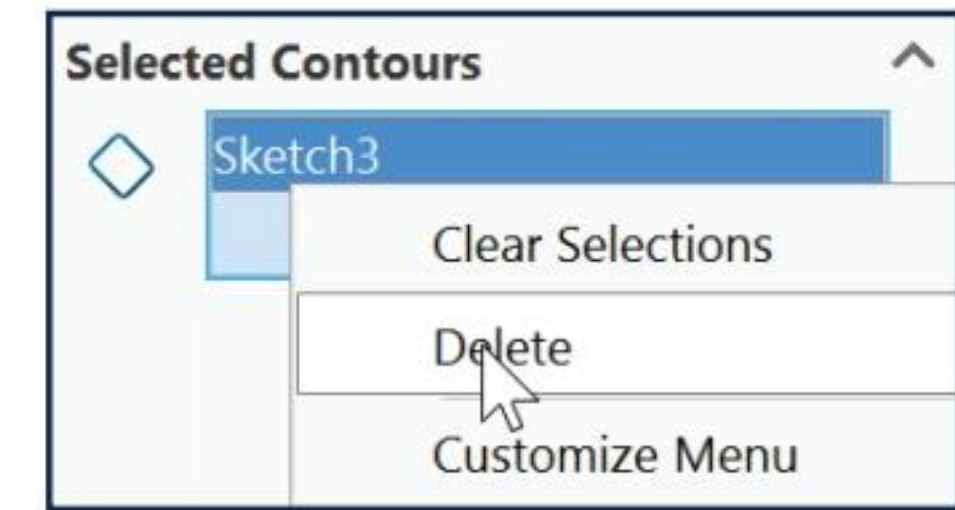 Selected Contours
Sketch3
Clear Selections
Delete
Customize Menu